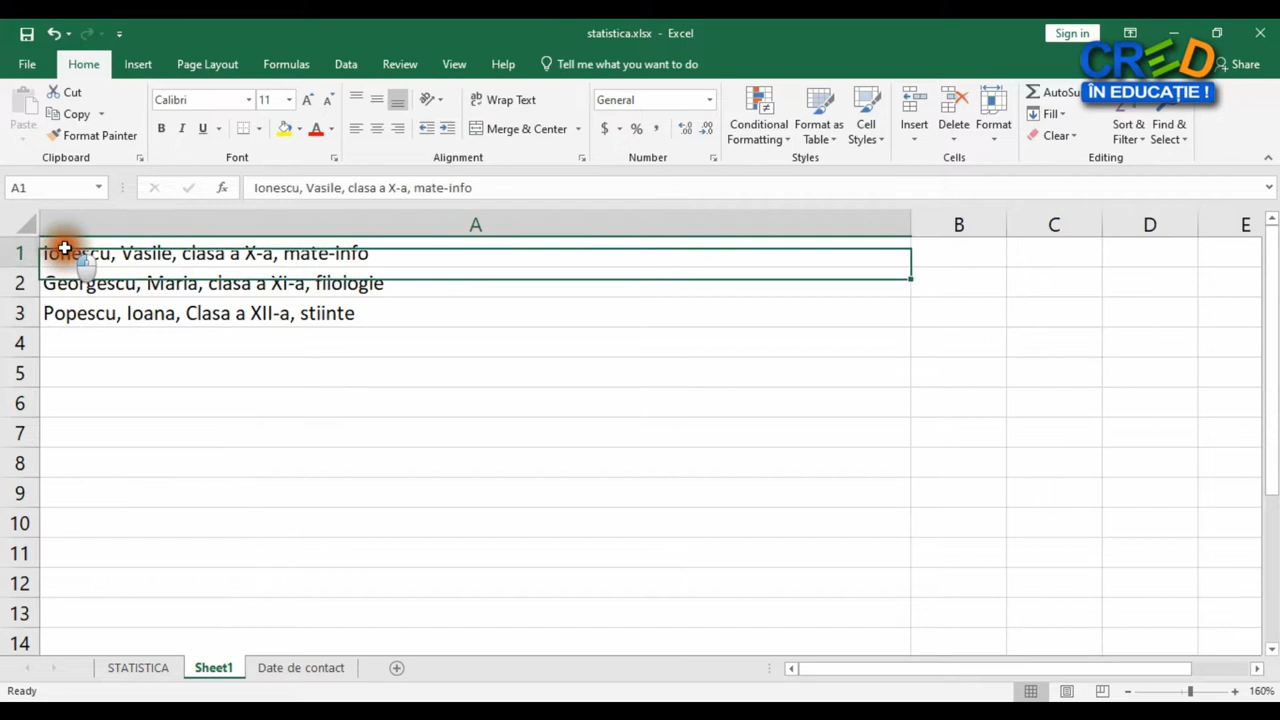 statistica.xlsx - Excel
Sign in
File Home Insert Page Layout Formulas Data Review View Help Tell me what you want to do Share
CRED
ÎN EDUCAȚIE !
Paste
Cut
Copy
Format Painter
Clipboard
Calibri 11
B I U
Font
Wrap Text
Merge & Center
Alignment
General
$ % ,
Number
Conditional Formatting
Format as Table
Cell Styles
Styles
Insert Delete Format
Cells
AutoSu
Fill
Clear
Sort & Filter
Find & Select
Editing
A1 fx Ionescu, Vasile, clasa a X-a, mate-info
A B C D E
1 Ionescu, Vasile, clasa a X-a, mate-info
2 Georgescu, Maria, clasa a XI-a, filologie
3 Popescu, Ioana, Clasa a XII-a, stiinte
4
5
6
7
8
9
10
11
12
13
14
STATISTICA Sheet1 Date de contact
Ready 160%